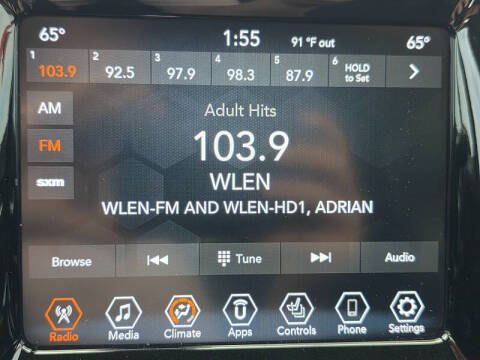 65° 1:55 91 °F out 65°
1 2 3 4 5 6
103.9 92.5 97.9 98.3 87.9 HOLD
to Set
AM
FM
sxm
Adult Hits
103.9
WLEN
WLEN-FM AND WLEN-HD1, ADRIAN
Browse Tune Audio
Radio Media Climate Apps Controls Phone Settings